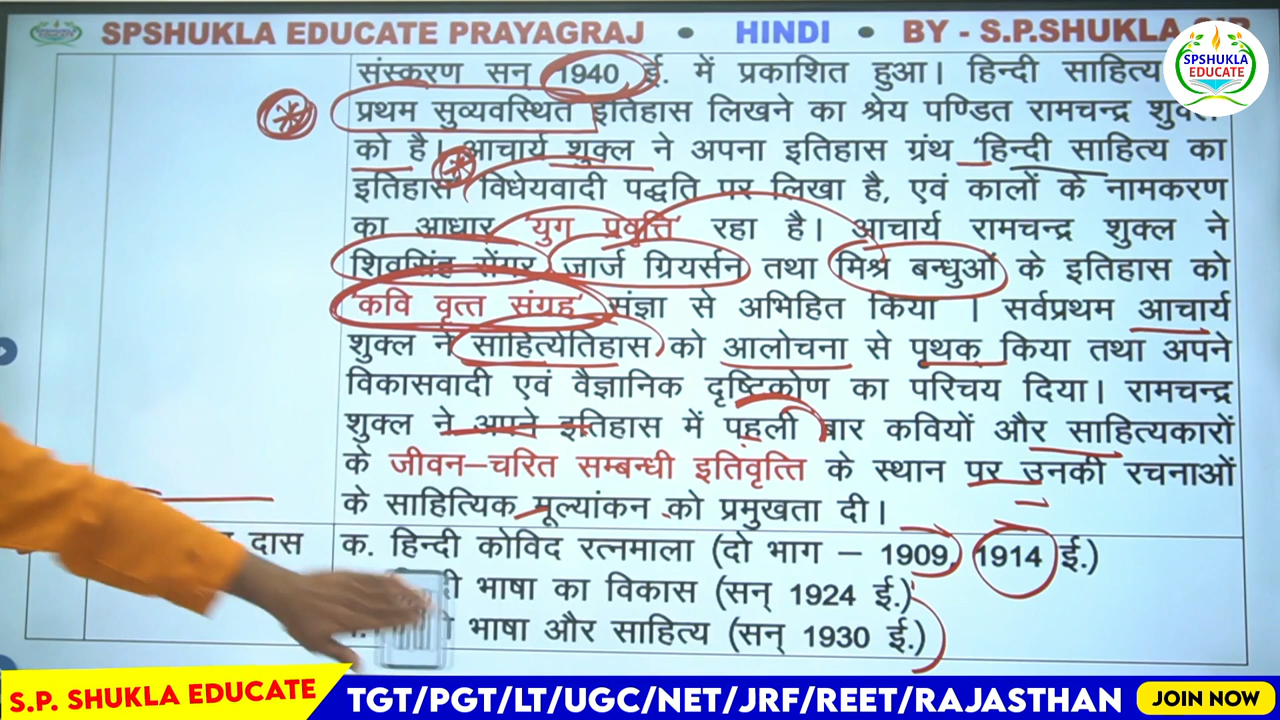 SPSHUKLA EDUCATE PRAYAGRAJ • HINDI • BY - S.P.SHUKLA
SPSHUKLA
EDUCATE
संस्करण सन् 1940 ई. में प्रकाशित हुआ। हिन्दी साहित्य
प्रथम सुव्यवस्थित इतिहास लिखने का श्रेय पण्डित रामचन्द्र शुक्ल
को है। आचार्य शुक्ल ने अपना इतिहास ग्रंथ 'हिन्दी साहित्य का
इतिहास' विधेयवादी पद्धति पर लिखा है, एवं कालों के नामकरण
का आधार 'युग प्रवृत्ति' रहा है। आचार्य रामचन्द्र शुक्ल ने
शिवसिंह सेंगर, जार्ज ग्रियर्सन तथा मिश्र बन्धुओं के इतिहास को
'कवि वृत्त संग्रह' संज्ञा से अभिहित किया । सर्वप्रथम आचार्य
शुक्ल ने साहित्येतिहास को आलोचना से पृथक् किया तथा अपने
विकासवादी एवं वैज्ञानिक दृष्टिकोण का परिचय दिया। रामचन्द्र
शुक्ल ने अपने इतिहास में पहली बार कवियों और साहित्यकारों
के जीवन–चरित सम्बन्धी इतिवृत्ति के स्थान पर उनकी रचनाओं
के साहित्यिक मूल्यांकन को प्रमुखता दी।
दास क. हिन्दी कोविद रत्नमाला (दो भाग – 1909, 1914 ई.)
भाषा का विकास (सन् 1924 ई.)
भाषा और साहित्य (सन् 1930 ई.)
S.P. SHUKLA EDUCATE
TGT/PGT/LT/UGC/NET/JRF/REET/RAJASTHAN
JOIN NOW